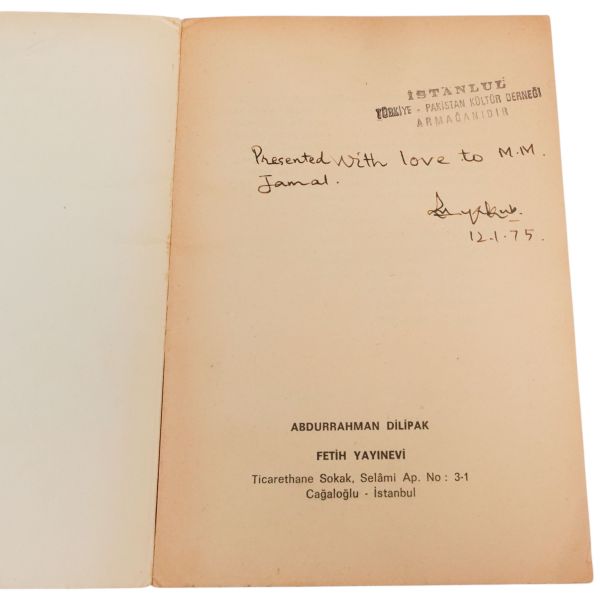 İSTANLUL
TÜRKİYE - PAKİSTAN KÜLTÜR DERNEĞİ
ARMAĞANIDIR
Presented with love to M.M.
Jamal.
12.1.75.
ABDURRAHMAN DİLİPAK
FETİH YAYINEVİ
Ticarethane Sokak, Selâmi Ap. No : 3-1
Cağaloğlu - İstanbul